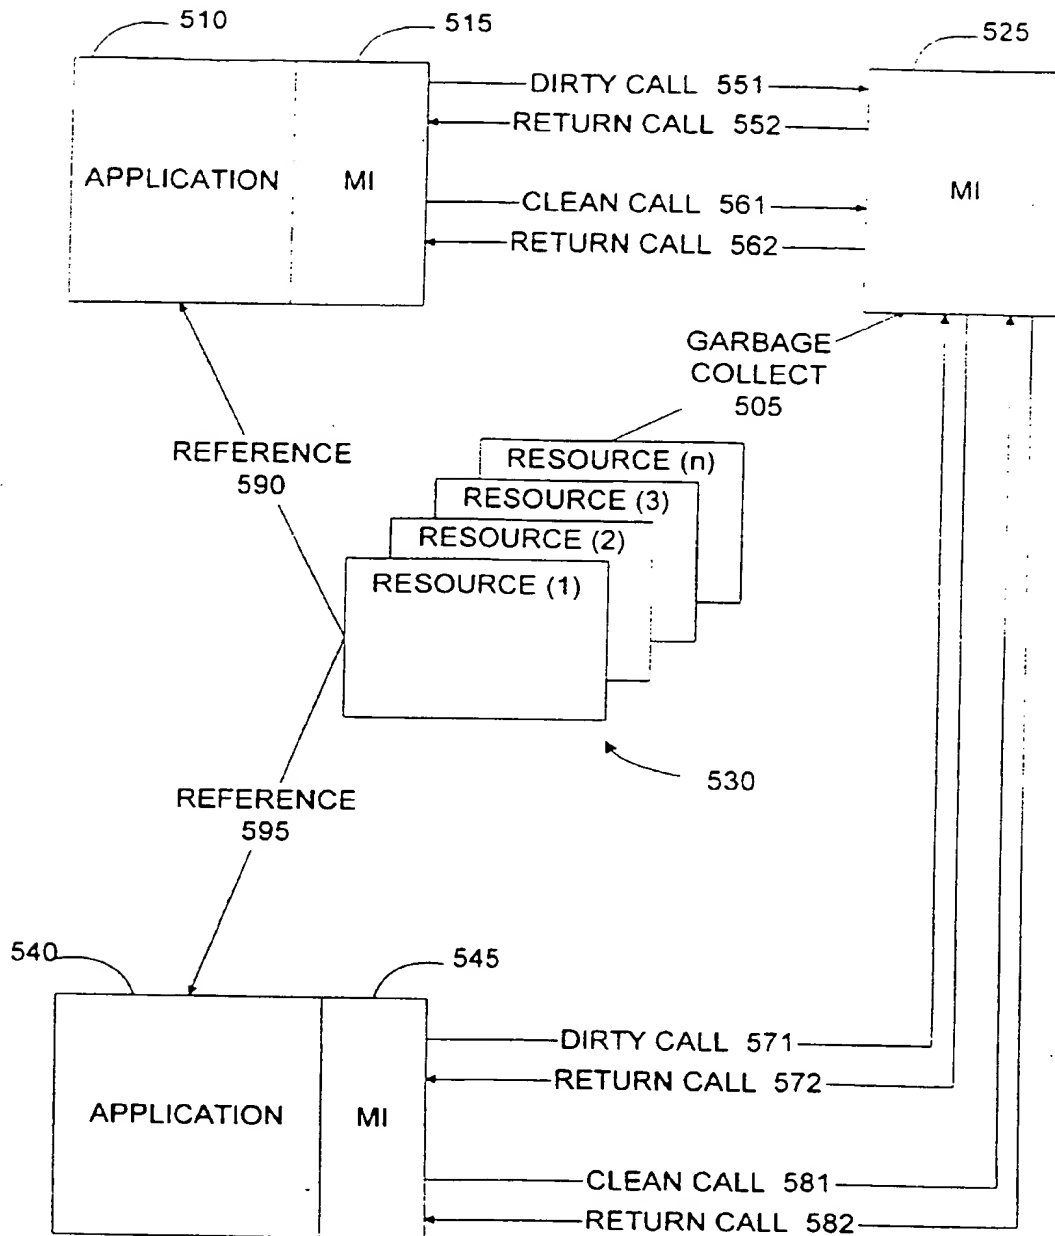 510
515
525
DIRTY CALL 551
RETURN CALL 552
APPLICATION
MI
MI
CLEAN CALL 561
RETURN CALL 562
GARBAGE
COLLECT
505
REFERENCE
590
RESOURCE (n)
RESOURCE (3)
RESOURCE (2)
RESOURCE (1)
530
REFERENCE
595
540
545
DIRTY CALL 571
RETURN CALL 572
APPLICATION
MI
CLEAN CALL 581
RETURN CALL 582